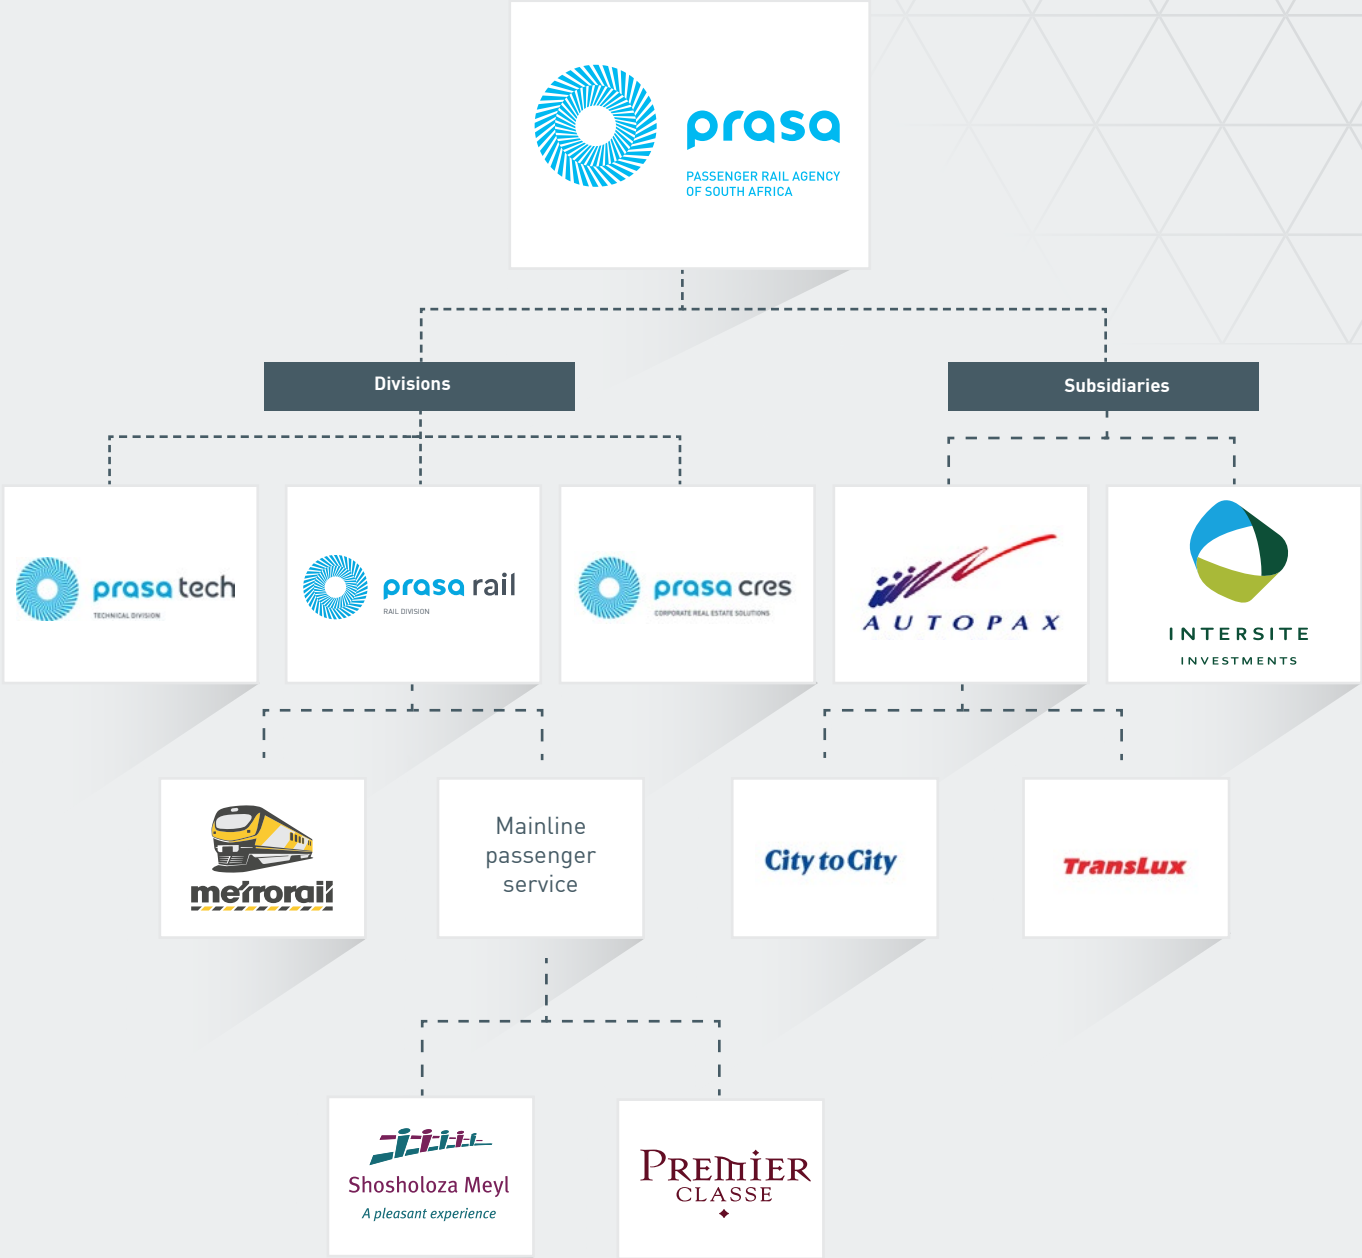 prasa
PASSENGER RAIL AGENCY
OF SOUTH AFRICA
Divisions
Subsidiaries
prasa tech
TECHNICAL DIVISION
prasa rail
RAIL DIVISION
prasa cres
CORPORATE REAL ESTATE SOLUTIONS
AUTOPAX
INTERSITE
INVESTMENTS
metrorail
Mainline
passenger
service
City to City
TransLux
Shosholoza Meyl
A pleasant experience
PREMIER
CLASSE